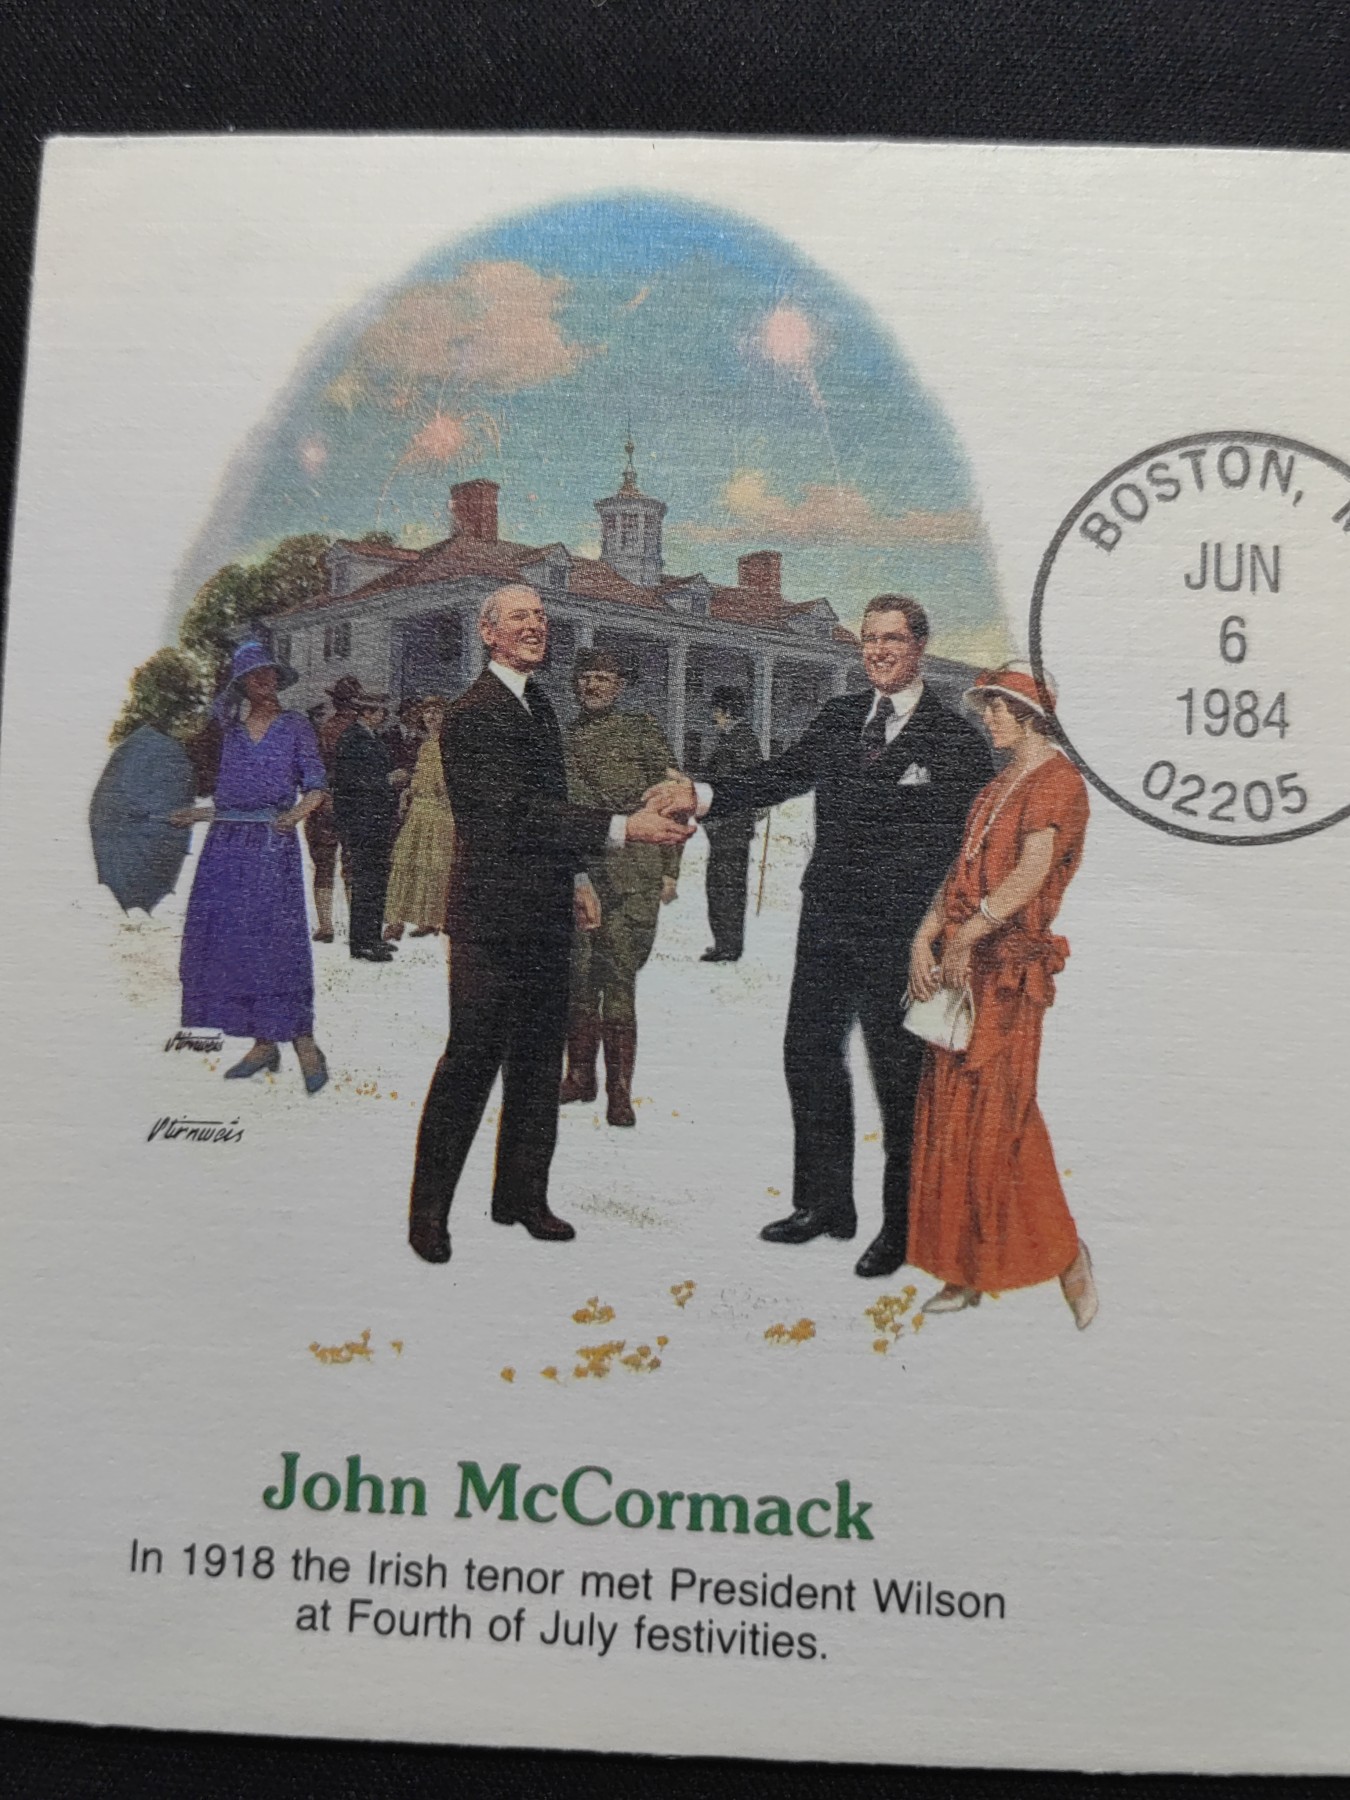 BOSTON, M
JUN
6
1984
02205
John McCormack
In 1918 the Irish tenor met President Wilson
at Fourth of July festivities.